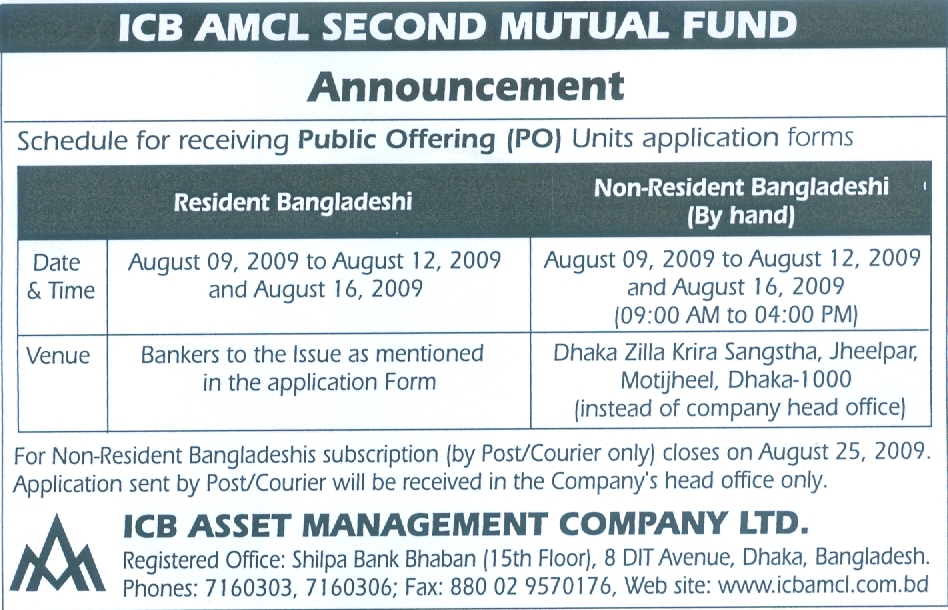 ICB AMCL SECOND MUTUAL FUND
Announcement
Schedule for receiving Public Offering (PO) Units application forms
Resident Bangladeshi
Non-Resident Bangladeshi
(By hand)
Date
& Time
August 09, 2009 to August 12, 2009
and August 16, 2009
August 09, 2009 to August 12, 2009
and August 16, 2009
(09:00 AM to 04:00 PM)
Venue
Bankers to the Issue as mentioned
in the application Form
Dhaka Zilla Krira Sangstha, Jheelpar,
Motijheel, Dhaka-1000
(instead of company head office)
For Non-Resident Bangladeshis subscription (by Post/Courier only) closes on August 25, 2009.
Application sent by Post/Courier will be received in the Company's head office only.
ICB ASSET MANAGEMENT COMPANY LTD.
Registered Office: Shilpa Bank Bhaban (15th Floor), 8 DIT Avenue, Dhaka, Bangladesh.
Phones: 7160303, 7160306; Fax: 880 02 9570176, Web site: www.icbamcl.com.bd